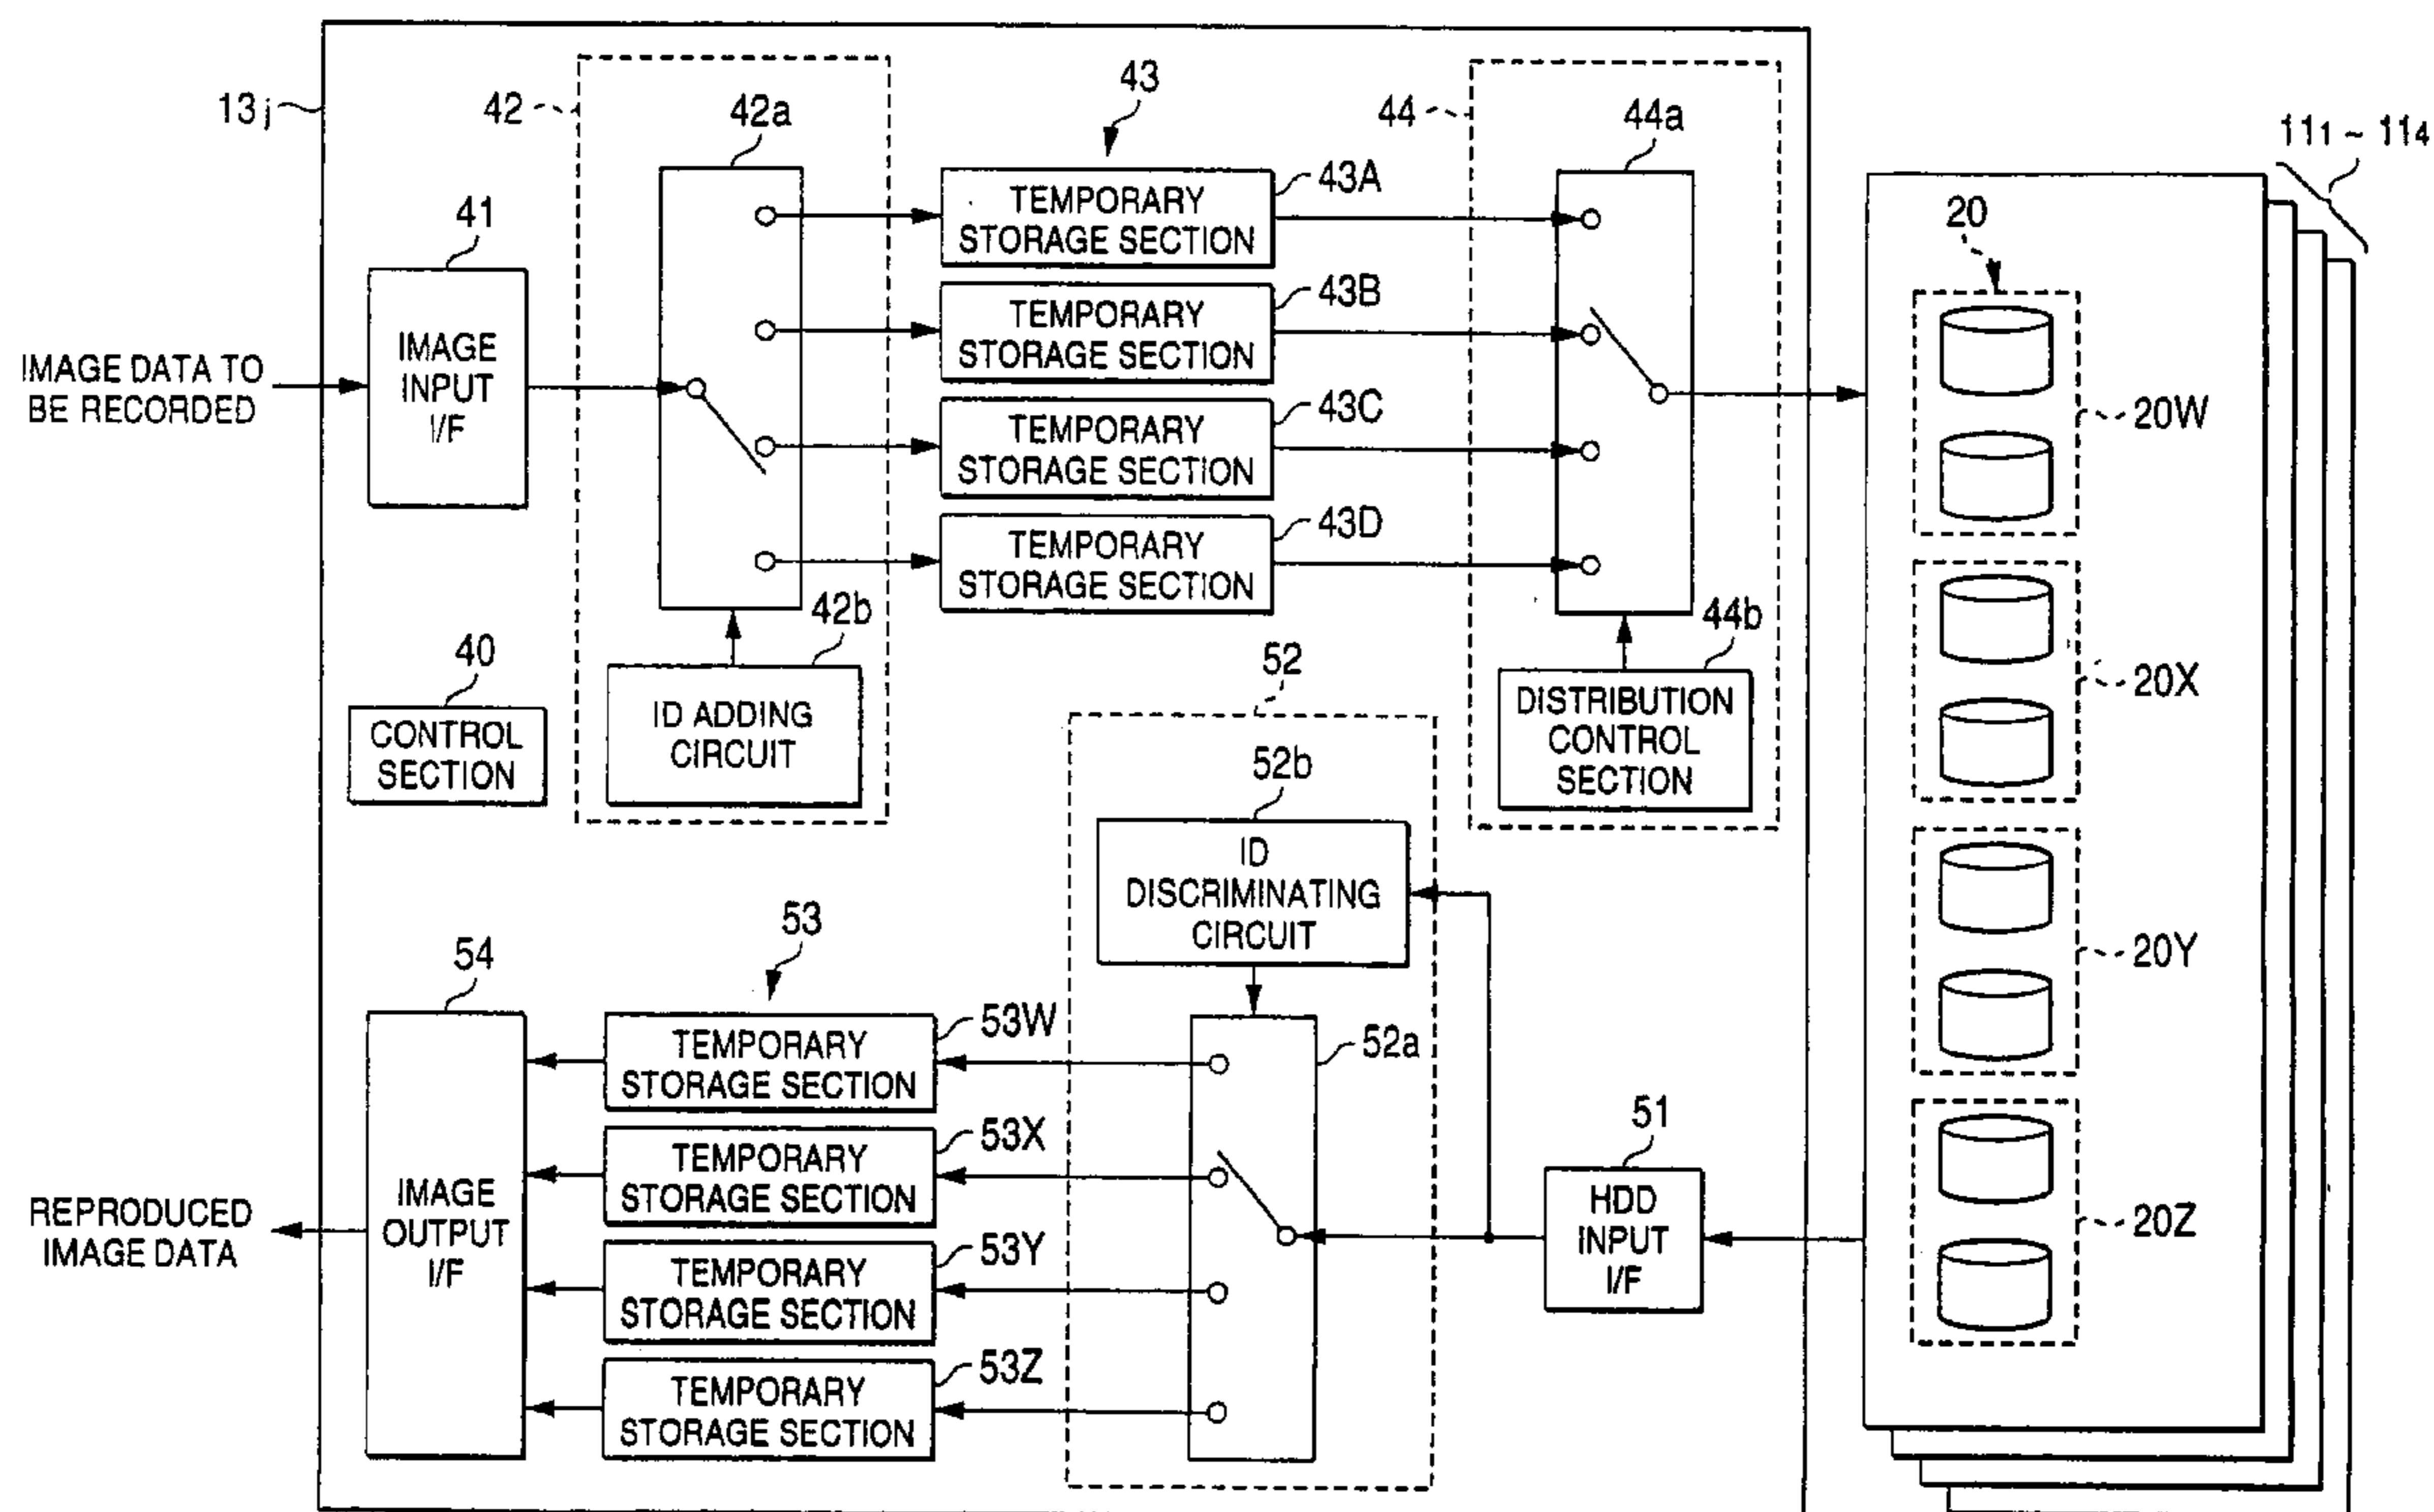 13j
42
42a
43
44
44a
11₁ ~ 11₄
41
IMAGE
INPUT
I/F
IMAGE DATA TO
BE RECORDED
TEMPORARY
STORAGE SECTION
43A
TEMPORARY
STORAGE SECTION
43B
TEMPORARY
STORAGE SECTION
43C
TEMPORARY
STORAGE SECTION
43D
20
20W
20X
20Y
20Z
40
CONTROL
SECTION
42b
ID ADDING
CIRCUIT
44b
DISTRIBUTION
CONTROL
SECTION
52
52b
ID
DISCRIMINATING
CIRCUIT
52a
51
HDD
INPUT
I/F
53
TEMPORARY
STORAGE SECTION
53W
TEMPORARY
STORAGE SECTION
53X
TEMPORARY
STORAGE SECTION
53Y
TEMPORARY
STORAGE SECTION
53Z
54
IMAGE
OUTPUT
I/F
REPRODUCED
IMAGE DATA